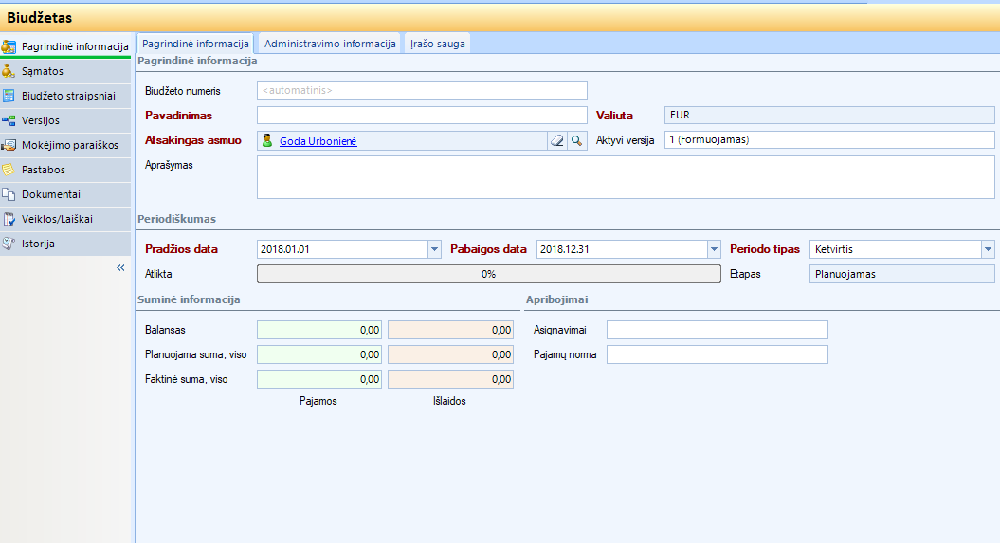 Biudžetas
Pagrindinė informacija
Sąmatos
Biudžeto straipsniai
Versijos
Mokėjimo paraiškos
Pastabos
Dokumentai
Veiklos/Laiškai
Istorija
«
Pagrindinė informacija Administravimo informacija Įrašo sauga
Pagrindinė informacija
Biudžeto numeris <automatinis>
Pavadinimas Valiuta EUR
Atsakingas asmuo Goda Urbonienė Aktyvi versija 1 (Formuojamas)
Aprašymas
Periodiškumas
Pradžios data 2018.01.01 Pabaigos data 2018.12.31 Periodo tipas Ketvirtis
Atlikta 0% Etapas Planuojamas
Suminė informacija Apribojimai
Balansas 0,00 0,00 Asignavimai
Planuojama suma, viso 0,00 0,00 Pajamų norma
Faktinė suma, viso 0,00 0,00
Pajamos Išlaidos